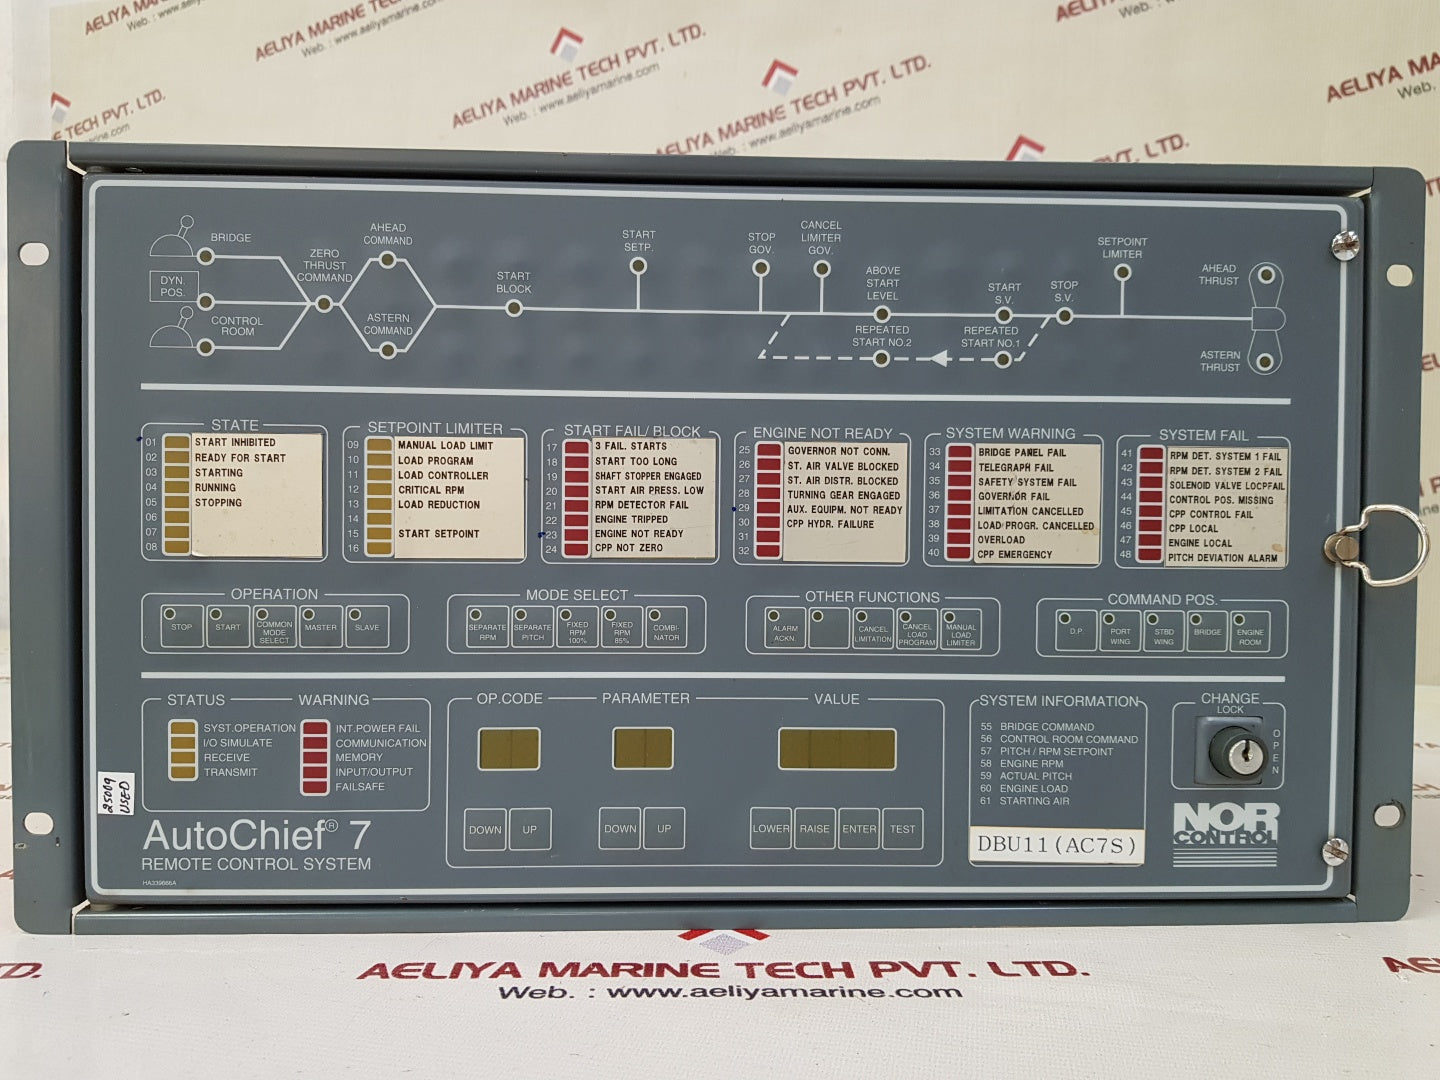 AELIYA MARINE TECH PVT. LTD.
Web. : www.aeliyamarine.com
BRIDGE
DYN.
POS.
CONTROL
ROOM
ZERO
THRUST
COMMAND
AHEAD
COMMAND
ASTERN
COMMAND
START
BLOCK
START
SETP.
STOP
GOV.
CANCEL
LIMITER
GOV.
ABOVE
START
LEVEL
REPEATED
START NO.2
START
S.V.
REPEATED
START NO.1
STOP
S.V.
SETPOINT
LIMITER
AHEAD
THRUST
ASTERN
THRUST
STATE
01 START INHIBITED
02 READY FOR START
03 STARTING
04 RUNNING
05 STOPPING
06
07
08
SETPOINT LIMITER
09 MANUAL LOAD LIMIT
10 LOAD PROGRAM
11 LOAD CONTROLLER
12 CRITICAL RPM
13 LOAD REDUCTION
14
15 START SETPOINT
16
START FAIL/ BLOCK
17 3 FAIL. STARTS
18 START TOO LONG
19 SHAFT STOPPER ENGAGED
20 START AIR PRESS. LOW
21 RPM DETECTOR FAIL
22 ENGINE TRIPPED
23 ENGINE NOT READY
24 CPP NOT ZERO
ENGINE NOT READY
25 GOVERNOR NOT CONN.
26 ST. AIR VALVE BLOCKED
27 ST. AIR DISTR. BLOCKED
28 TURNING GEAR ENGAGED
29 AUX. EQUIPM. NOT READY
30 CPP HYDR. FAILURE
31
32
SYSTEM WARNING
33 BRIDGE PANEL FAIL
34 TELEGRAPH FAIL
35 SAFETY SYSTEM FAIL
36 GOVERNOR FAIL
37 LIMITATION CANCELLED
38 LOAD PROGR. CANCELLED
39 OVERLOAD
40 CPP EMERGENCY
SYSTEM FAIL
41 RPM DET. SYSTEM 1 FAIL
42 RPM DET. SYSTEM 2 FAIL
43 SOLENOID VALVE LOCPFAIL
44 CONTROL POS. MISSING
45 CPP CONTROL FAIL
46 CPP LOCAL
47 ENGINE LOCAL
48 PITCH DEVIATION ALARM
OPERATION
STOP
START
COMMON
MODE
SELECT
MASTER
SLAVE
MODE SELECT
SEPARATE
RPM
SEPARATE
PITCH
FIXED
RPM
100%
FIXED
RPM
85%
COMBI-
NATOR
OTHER FUNCTIONS
ALARM
ACKN.
CANCEL
LIMITATION
CANCEL
LOAD
PROGRAM
MANUAL
LOAD
LIMITER
COMMAND POS.
D.P.
PORT
WING
STBD
WING
BRIDGE
ENGINE
ROOM
STATUS
SYST.OPERATION
I/O SIMULATE
RECEIVE
TRANSMIT
WARNING
INT.POWER FAIL
COMMUNICATION
MEMORY
INPUT/OUTPUT
FAILSAFE
OP.CODE
PARAMETER
VALUE
DOWN
UP
DOWN
UP
LOWER
RAISE
ENTER
TEST
SYSTEM INFORMATION
55 BRIDGE COMMAND
56 CONTROL ROOM COMMAND
57 PITCH / RPM SETPOINT
58 ENGINE RPM
59 ACTUAL PITCH
60 ENGINE LOAD
61 STARTING AIR
DBU11(AC7S)
CHANGE
LOCK
OPEN
NOR
CONTROL
25009
USED
AutoChief® 7
REMOTE CONTROL SYSTEM
HA339666A
AELIYA MARINE TECH PVT. LTD.
Web. : www.aeliyamarine.com